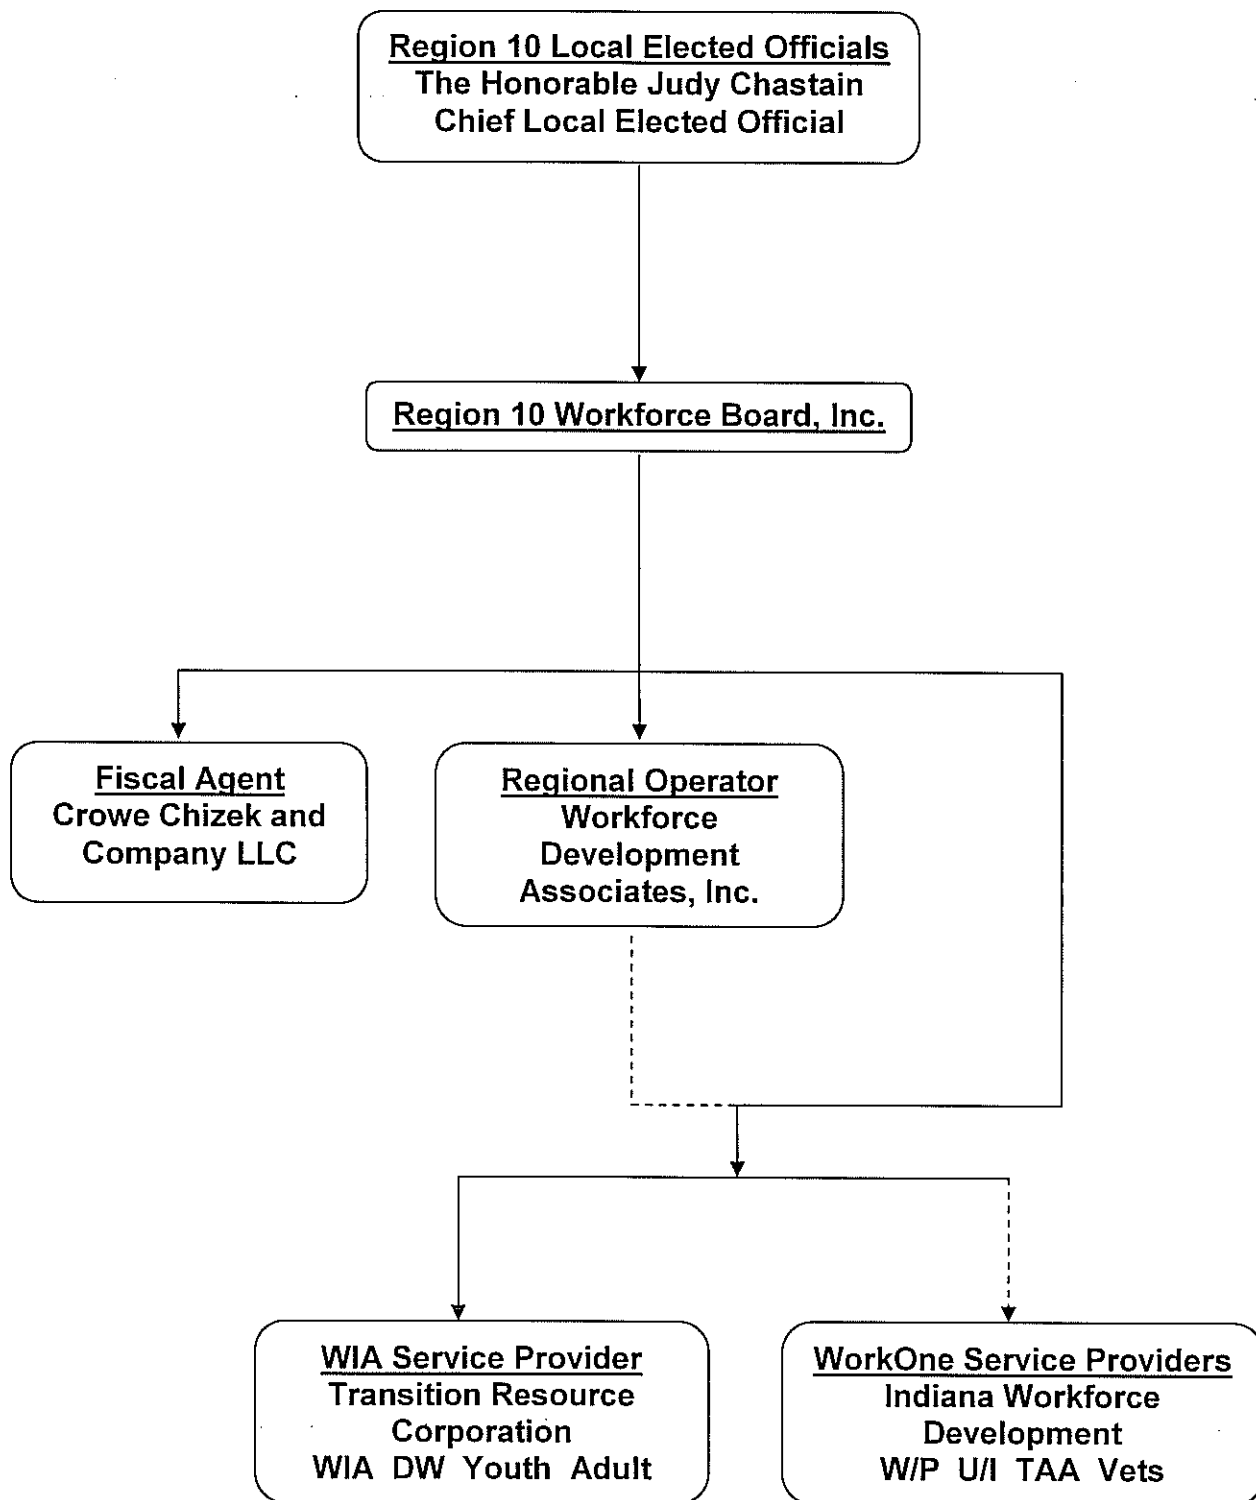 Region 10 Local Elected Officials
The Honorable Judy Chastain
Chief Local Elected Official
Region 10 Workforce Board, Inc.
Fiscal Agent
Crowe Chizek and
Company LLC
Regional Operator
Workforce
Development
Associates, Inc.
WIA Service Provider
Transition Resource
Corporation
WIA DW Youth Adult
WorkOne Service Providers
Indiana Workforce
Development
W/P U/I TAA Vets